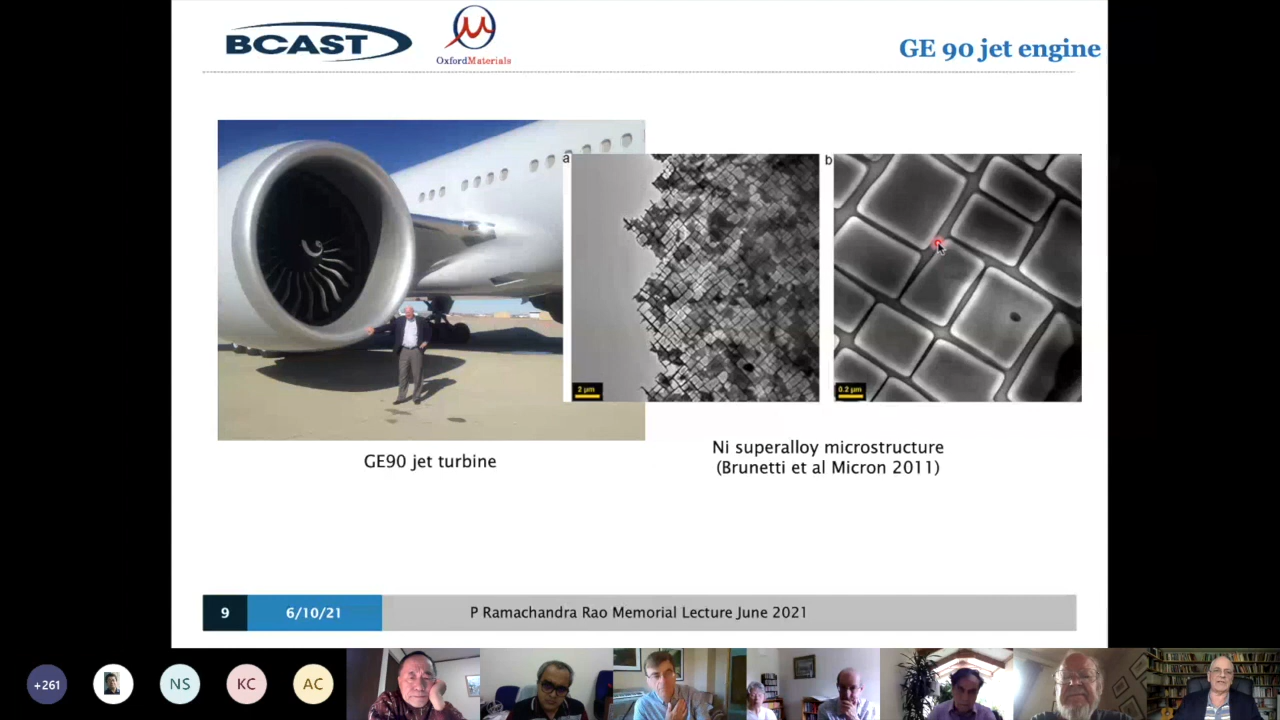 BCAST
OxfordMaterials
GE 90 jet engine
a
b
2 μm
0.2 μm
GE90 jet turbine
Ni superalloy microstructure
(Brunetti et al Micron 2011)
9
6/10/21
P Ramachandra Rao Memorial Lecture June 2021
+261
NS
KC
AC